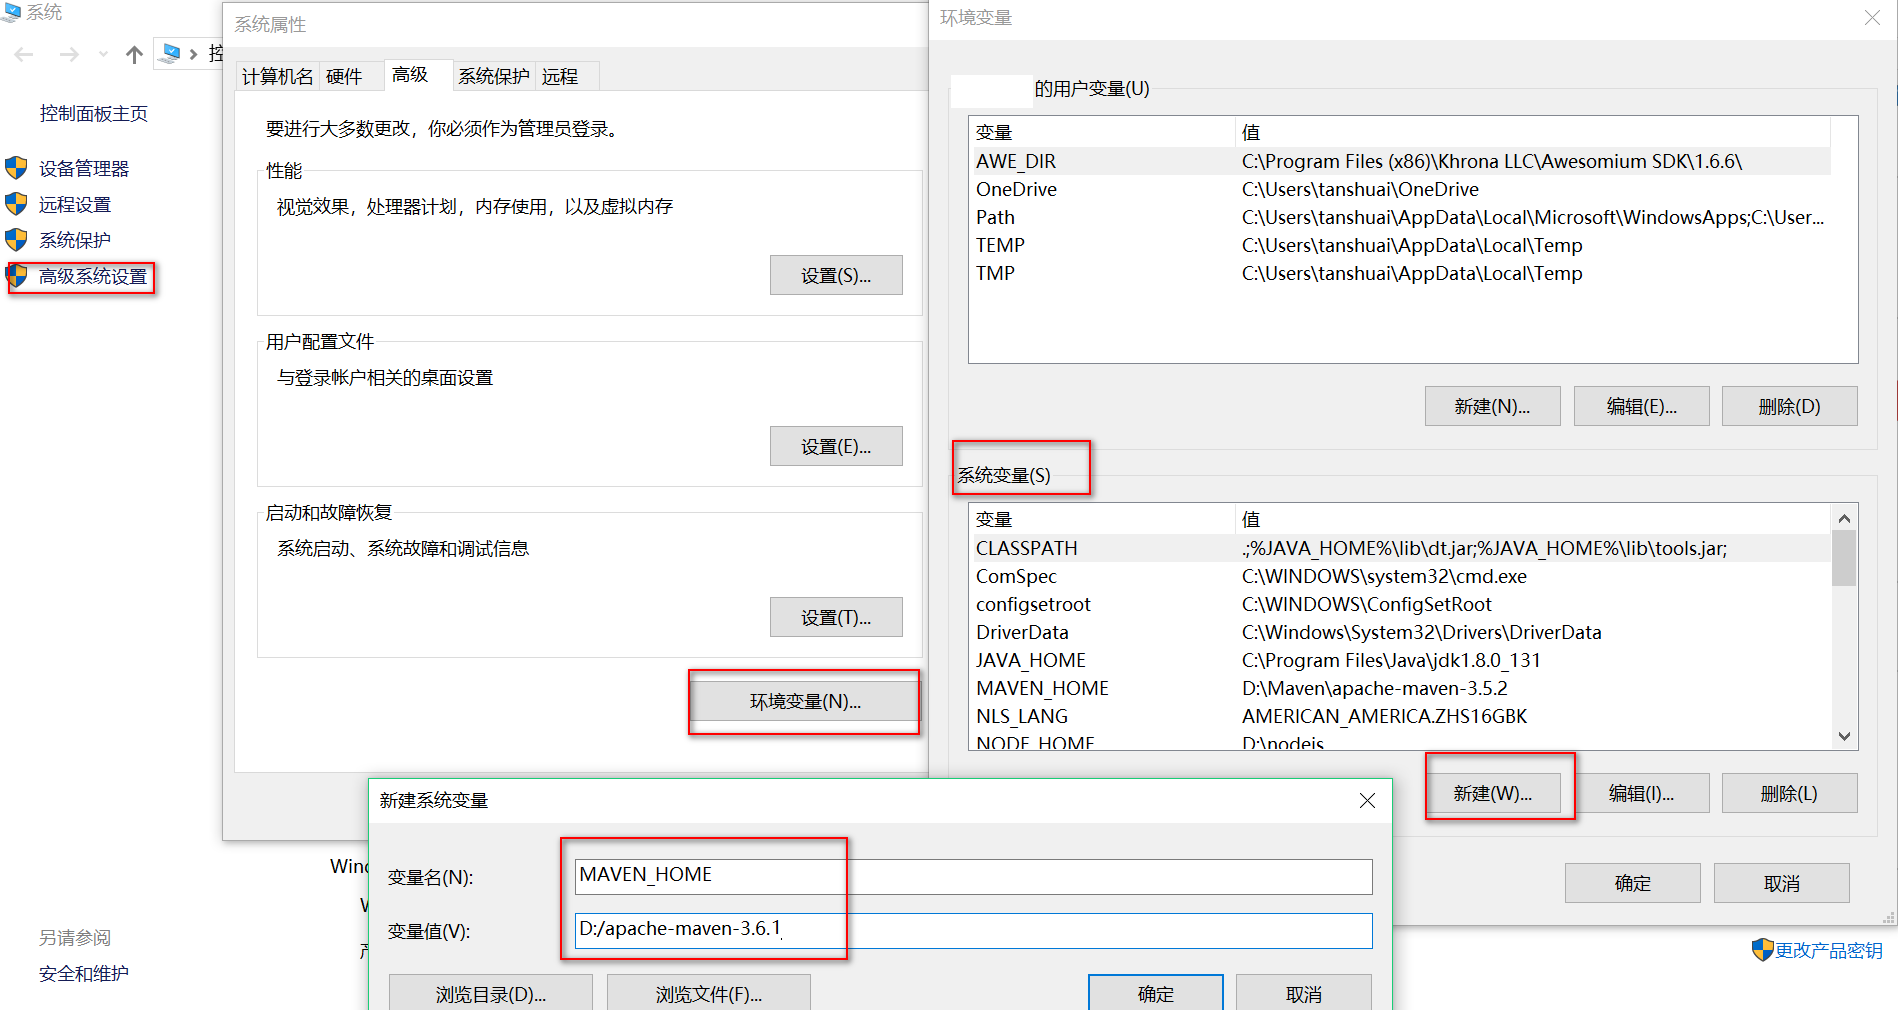 系统
控
控制面板主页
设备管理器
远程设置
系统保护
高级系统设置
另请参阅
安全和维护
系统属性
计算机名 硬件 高级 系统保护 远程
要进行大多数更改，你必须作为管理员登录。
性能
视觉效果，处理器计划，内存使用，以及虚拟内存
设置(S)...
用户配置文件
与登录帐户相关的桌面设置
设置(E)...
启动和故障恢复
系统启动、系统故障和调试信息
设置(T)...
环境变量(N)...
环境变量
的用户变量(U)
变量 值
AWE_DIR C:\Program Files (x86)\Khrona LLC\Awesomium SDK\1.6.6\
OneDrive C:\Users\tanshuai\OneDrive
Path C:\Users\tanshuai\AppData\Local\Microsoft\WindowsApps;C:\User...
TEMP C:\Users\tanshuai\AppData\Local\Temp
TMP C:\Users\tanshuai\AppData\Local\Temp
新建(N)... 编辑(E)... 删除(D)
系统变量(S)
变量 值
CLASSPATH .;%JAVA_HOME%\lib\dt.jar;%JAVA_HOME%\lib\tools.jar;
ComSpec C:\WINDOWS\system32\cmd.exe
configsetroot C:\WINDOWS\ConfigSetRoot
DriverData C:\Windows\System32\Drivers\DriverData
JAVA_HOME C:\Program Files\Java\jdk1.8.0_131
MAVEN_HOME D:\Maven\apache-maven-3.5.2
NLS_LANG AMERICAN_AMERICA.ZHS16GBK
NODE_HOME D:\nodejs
新建(W)... 编辑(I)... 删除(L)
确定 取消
更改产品密钥
新建系统变量
变量名(N): MAVEN_HOME
变量值(V): D:/apache-maven-3.6.1
浏览目录(D)... 浏览文件(F)... 确定 取消